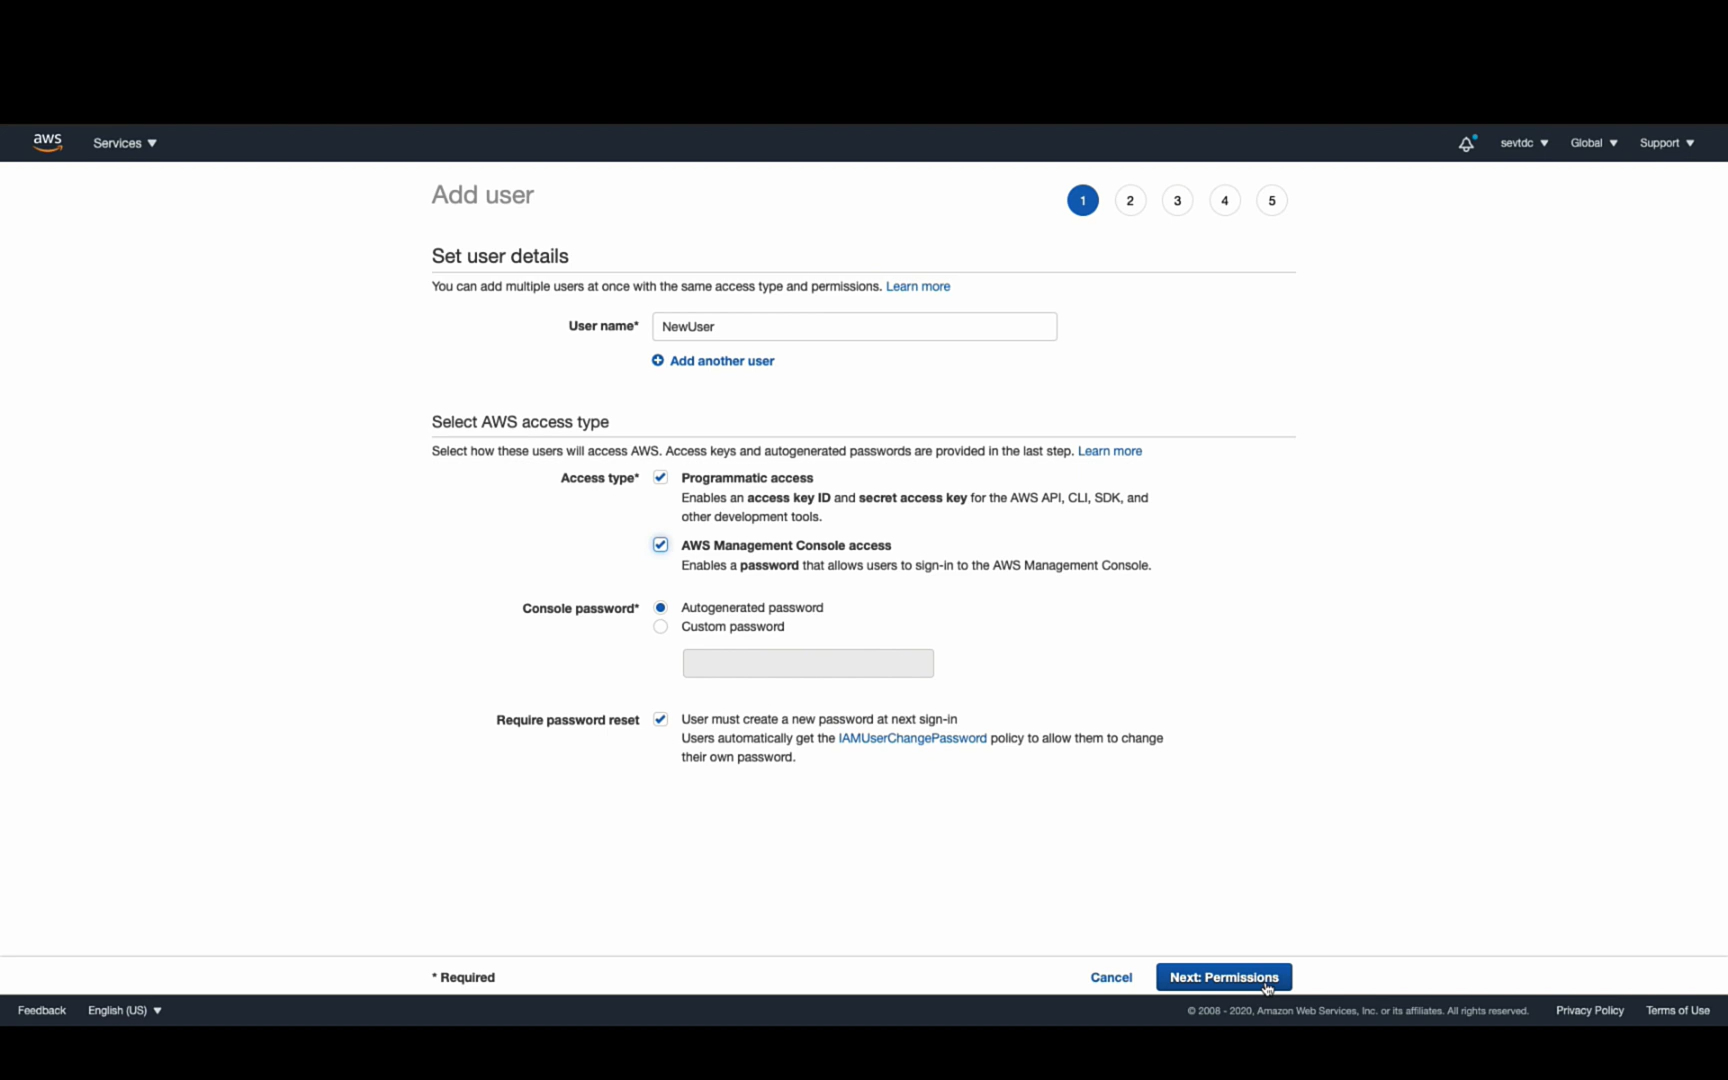 aws
Services
sevtdc
Global
Support
Add user
1 2 3 4 5
Set user details
You can add multiple users at once with the same access type and permissions. Learn more
User name*
NewUser
Add another user
Select AWS access type
Select how these users will access AWS. Access keys and autogenerated passwords are provided in the last step. Learn more
Access type*
Programmatic access
Enables an access key ID and secret access key for the AWS API, CLI, SDK, and
other development tools.
AWS Management Console access
Enables a password that allows users to sign-in to the AWS Management Console.
Console password*
Autogenerated password
Custom password
Require password reset
User must create a new password at next sign-in
Users automatically get the IAMUserChangePassword policy to allow them to change
their own password.
* Required
Cancel
Next: Permissions
Feedback
English (US)
© 2008 - 2020, Amazon Web Services, Inc. or its affiliates. All rights reserved.
Privacy Policy
Terms of Use